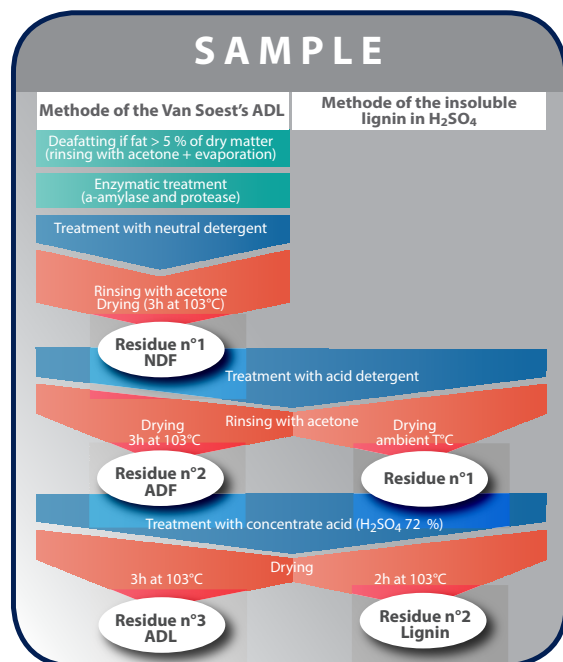 SAMPLE
Methode of the Van Soest's ADL
Methode of the insoluble
lignin in H₂SO₄
Deafatting if fat > 5 % of dry matter
(rinsing with acetone + evaporation)
Enzymatic treatment
(a-amylase and protease)
Treatment with neutral detergent
Rinsing with acetone
Drying (3h at 103°C)
Residue n°1
NDF
Treatment with acid detergent
Rinsing with acetone
Drying
3h at 103°C
Drying
ambient T°C
Residue n°2
ADF
Residue n°1
Treatment with concentrate acid (H₂SO₄ 72 %)
Drying
3h at 103°C
2h at 103°C
Residue n°3
ADL
Residue n°2
Lignin